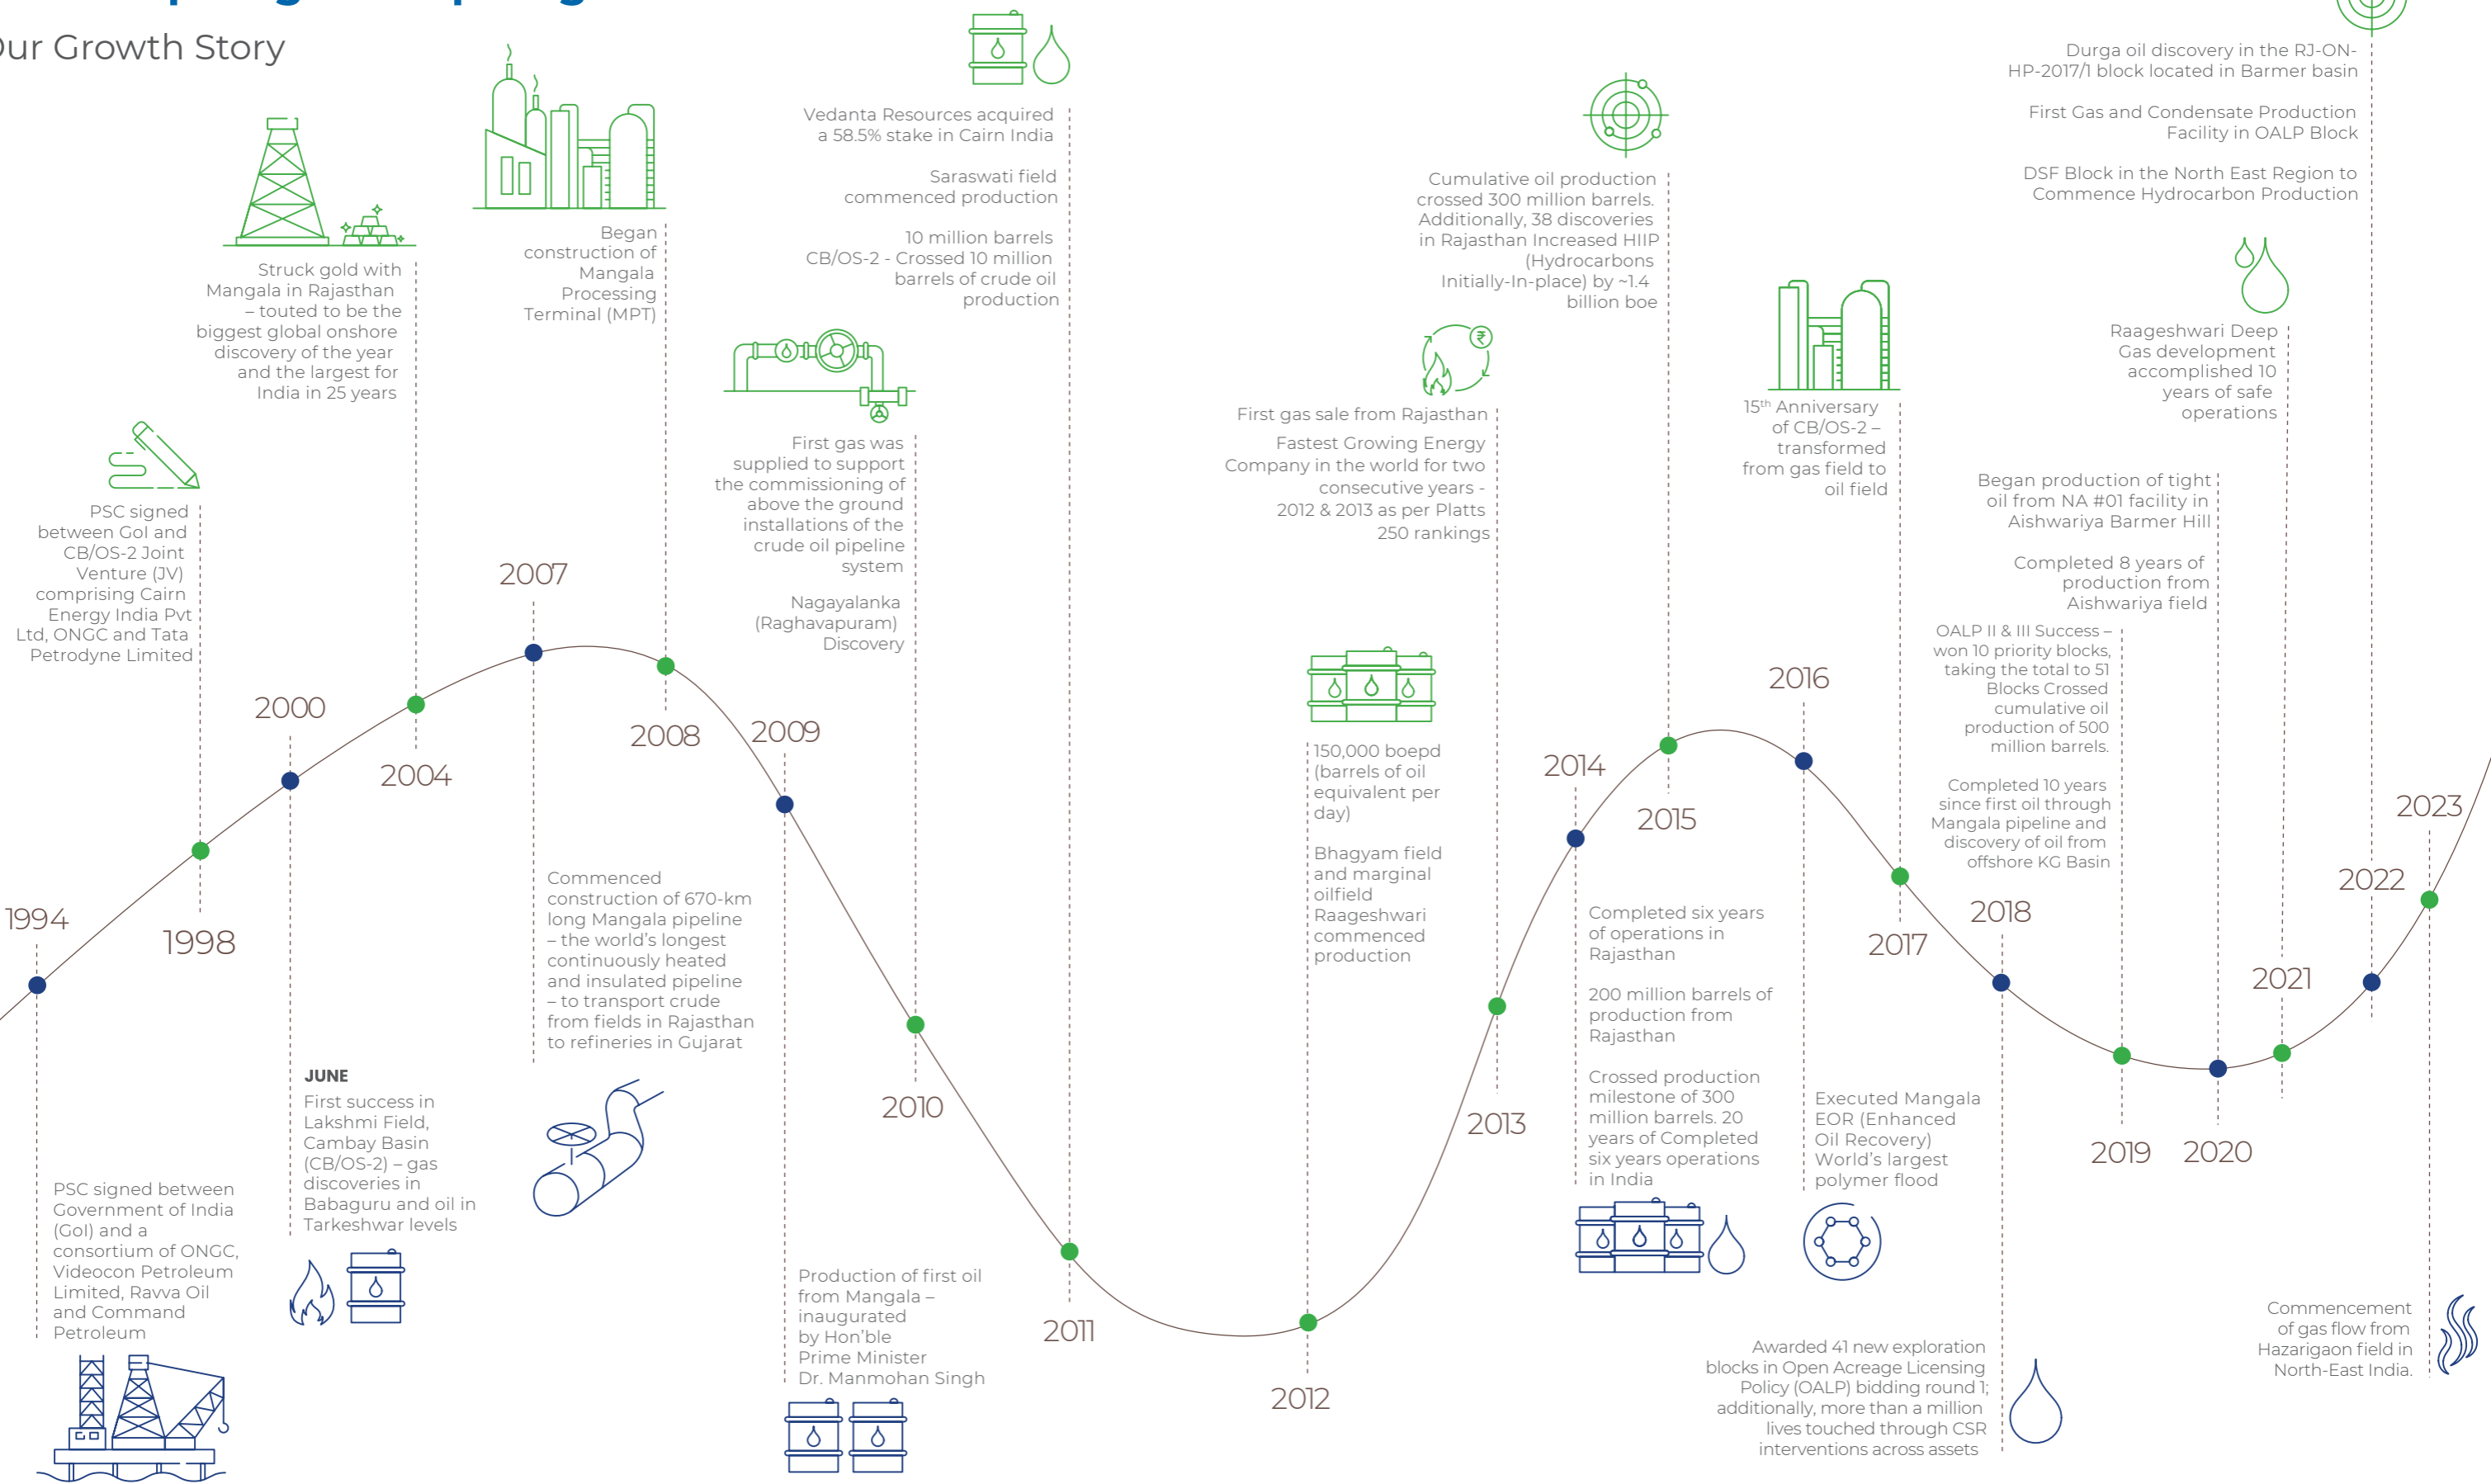 Our Growth Story
1994
PSC signed between
Government of India
(GoI) and a
consortium of ONGC,
Videocon Petroleum
Limited, Ravva Oil
and Command
Petroleum
PSC signed
between GoI and
CB/OS-2 Joint
Venture (JV)
comprising Cairn
Energy India Pvt
Ltd, ONGC and Tata
Petrodyne Limited
1998
2000
JUNE
First success in
Lakshmi Field,
Cambay Basin
(CB/OS-2) – gas
discoveries in
Babaguru and oil in
Tarkeshwar levels
Struck gold with
Mangala in Rajasthan
– touted to be the
biggest global onshore
discovery of the year
and the largest for
India in 25 years
2004
2007
Commenced
construction of 670-km
long Mangala pipeline
– the world's longest
continuously heated
and insulated pipeline
– to transport crude
from fields in Rajasthan
to refineries in Gujarat
Began
construction of
Mangala
Processing
Terminal (MPT)
2008
2009
Production of first oil
from Mangala –
inaugurated
by Hon'ble
Prime Minister
Dr. Manmohan Singh
First gas was
supplied to support
the commissioning of
above the ground
installations of the
crude oil pipeline
system
Nagayalanka
(Raghavapuram)
Discovery
2010
Vedanta Resources acquired
a 58.5% stake in Cairn India
Saraswati field
commenced production
10 million barrels
CB/OS-2 - Crossed 10 million
barrels of crude oil
production
2011
150,000 boepd
(barrels of oil
equivalent per
day)
Bhagyam field
and marginal
oilfield
Raageshwari
commenced
production
2012
₹
First gas sale from Rajasthan
Fastest Growing Energy
Company in the world for two
consecutive years -
2012 & 2013 as per Platts
250 rankings
2013
2014
Completed six years
of operations in
Rajasthan
200 million barrels of
production from
Rajasthan
Crossed production
milestone of 300
million barrels. 20
years of Completed
six years operations
in India
Cumulative oil production
crossed 300 million barrels.
Additionally, 38 discoveries
in Rajasthan Increased HIIP
(Hydrocarbons
Initially-In-place) by ~1.4
billion boe
2015
2016
Executed Mangala
EOR (Enhanced
Oil Recovery)
World's largest
polymer flood
15th Anniversary
of CB/OS-2 –
transformed
from gas field to
oil field
2017
2018
Awarded 41 new exploration
blocks in Open Acreage Licensing
Policy (OALP) bidding round 1;
additionally, more than a million
lives touched through CSR
interventions across assets
OALP II & III Success –
won 10 priority blocks,
taking the total to 51
Blocks Crossed
cumulative oil
production of 500
million barrels.
Completed 10 years
since first oil through
Mangala pipeline and
discovery of oil from
offshore KG Basin
2019
Began production of tight
oil from NA #01 facility in
Aishwariya Barmer Hill
Completed 8 years of
production from
Aishwariya field
2020
Raageshwari Deep
Gas development
accomplished 10
years of safe
operations
2021
Durga oil discovery in the RJ-ON-
HP-2017/1 block located in Barmer basin
First Gas and Condensate Production
Facility in OALP Block
DSF Block in the North East Region to
Commence Hydrocarbon Production
2022
2023
Commencement
of gas flow from
Hazarigaon field in
North-East India.